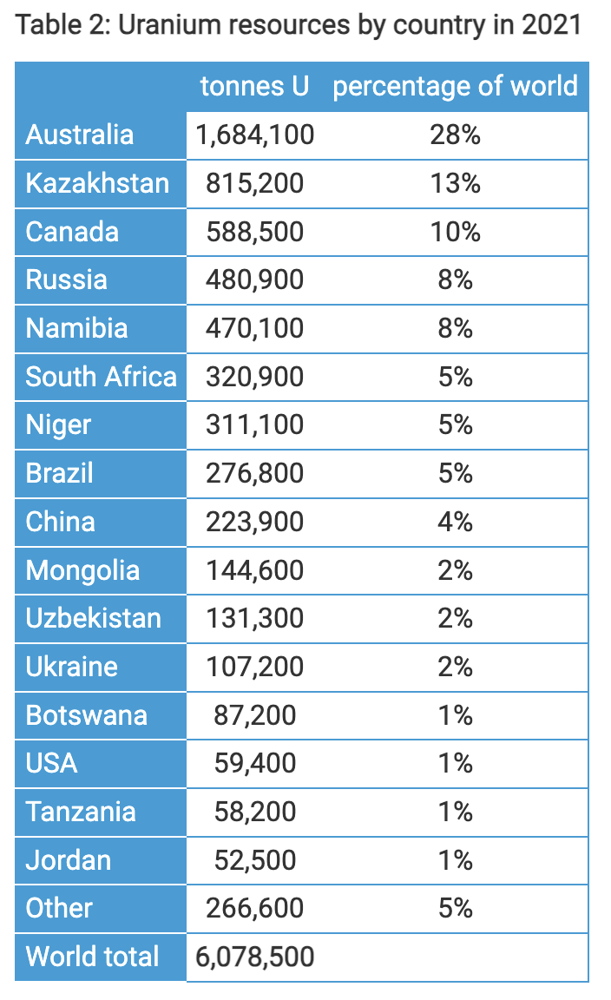 Table 2: Uranium resources by country in 2021
tonnes U percentage of world
Australia 1,684,100 28%
Kazakhstan 815,200 13%
Canada 588,500 10%
Russia 480,900 8%
Namibia 470,100 8%
South Africa 320,900 5%
Niger 311,100 5%
Brazil 276,800 5%
China 223,900 4%
Mongolia 144,600 2%
Uzbekistan 131,300 2%
Ukraine 107,200 2%
Botswana 87,200 1%
USA 59,400 1%
Tanzania 58,200 1%
Jordan 52,500 1%
Other 266,600 5%
World total 6,078,500